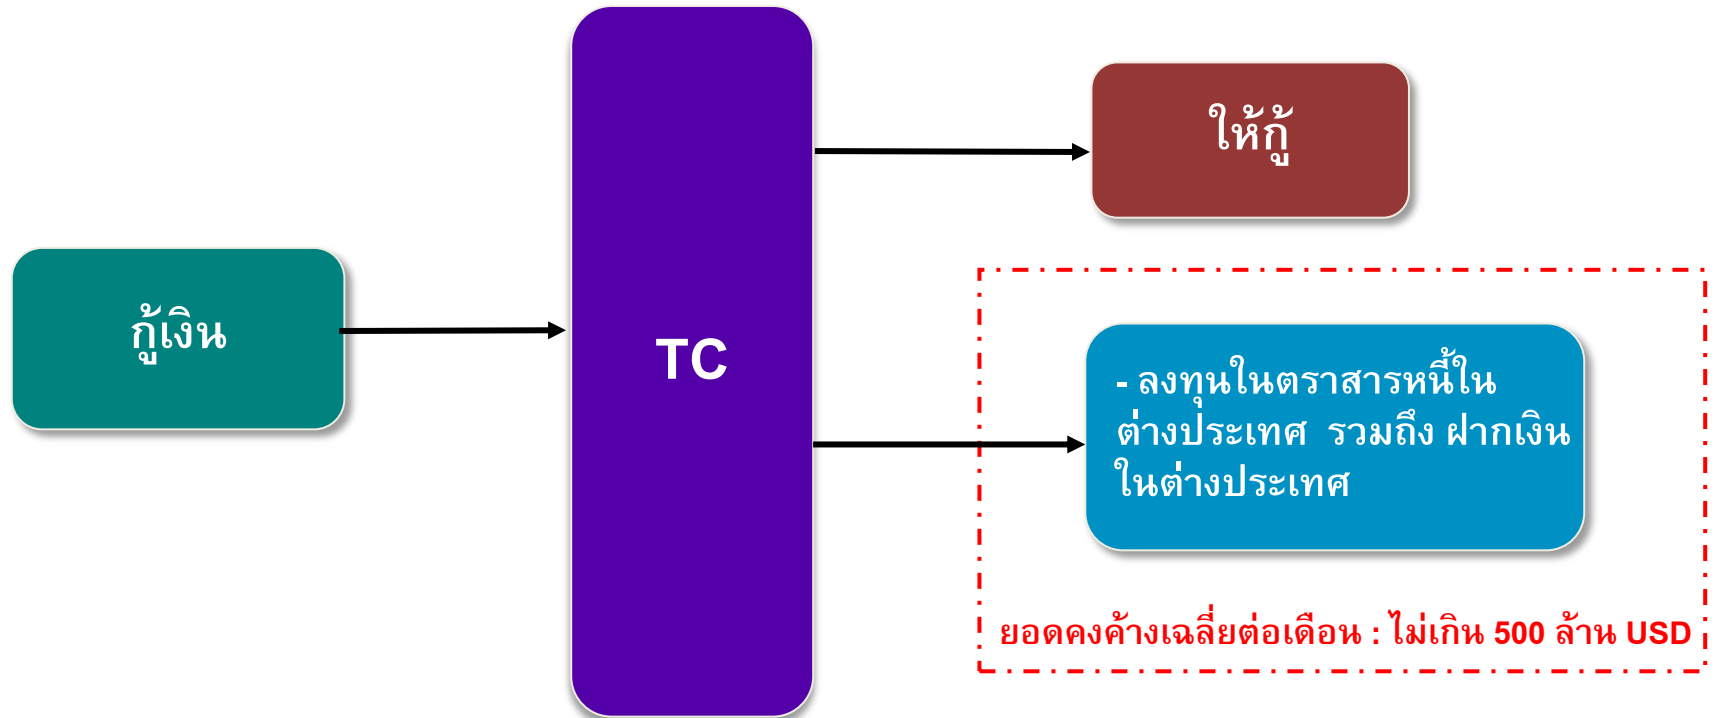 กู้เงิน
TC
ให้กู้
- ลงทุนในตราสารหนี้ใน
ต่างประเทศ รวมถึง ฝากเงิน
ในต่างประเทศ
ยอดคงค้างเฉลี่ยต่อเดือน : ไม่เกิน 500 ล้าน USD